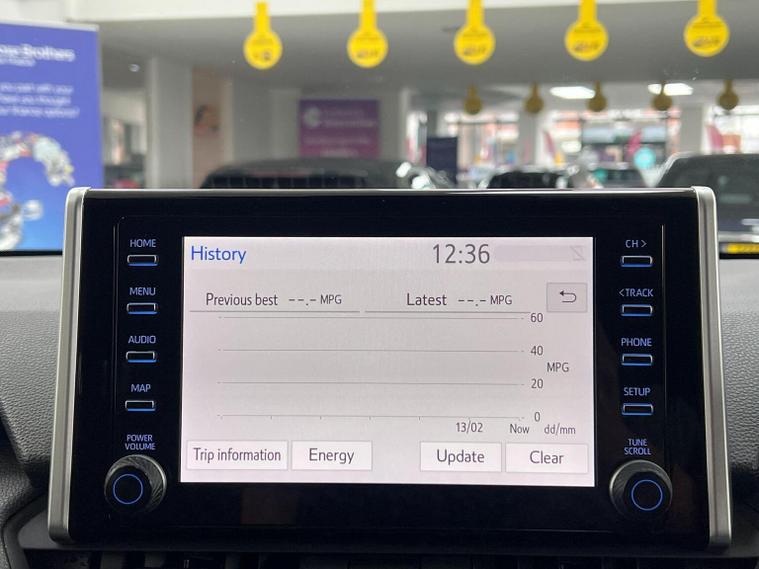 Brothers
HOME
MENU
AUDIO
MAP
POWER
VOLUME
History
12:36
Previous best --.- MPG
Latest --.- MPG
60
40
MPG
20
0
13/02 Now dd/mm
Trip information
Energy
Update
Clear
CH >
< TRACK
PHONE
SETUP
TUNE
SCROLL